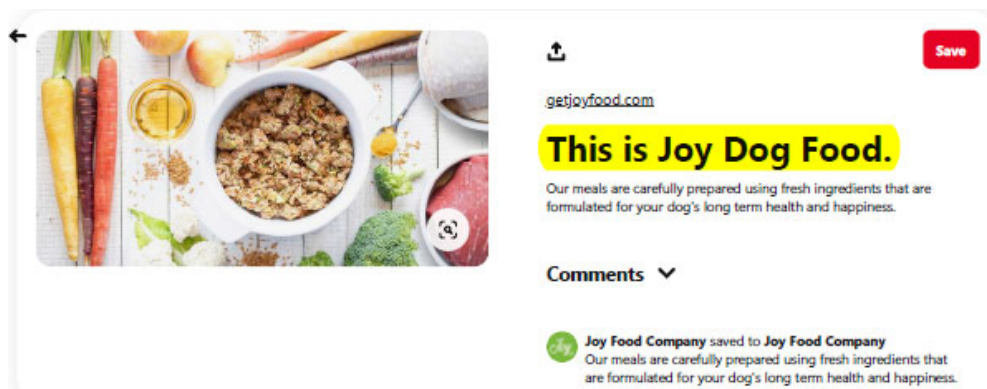 Save
getjoyfood.com
This is Joy Dog Food.
Our meals are carefully prepared using fresh ingredients that are
formulated for your dog's long term health and happiness.
Comments
Joy
Joy Food Company saved to Joy Food Company
Our meals are carefully prepared using fresh ingredients that
are formulated for your dog's long term health and happiness.